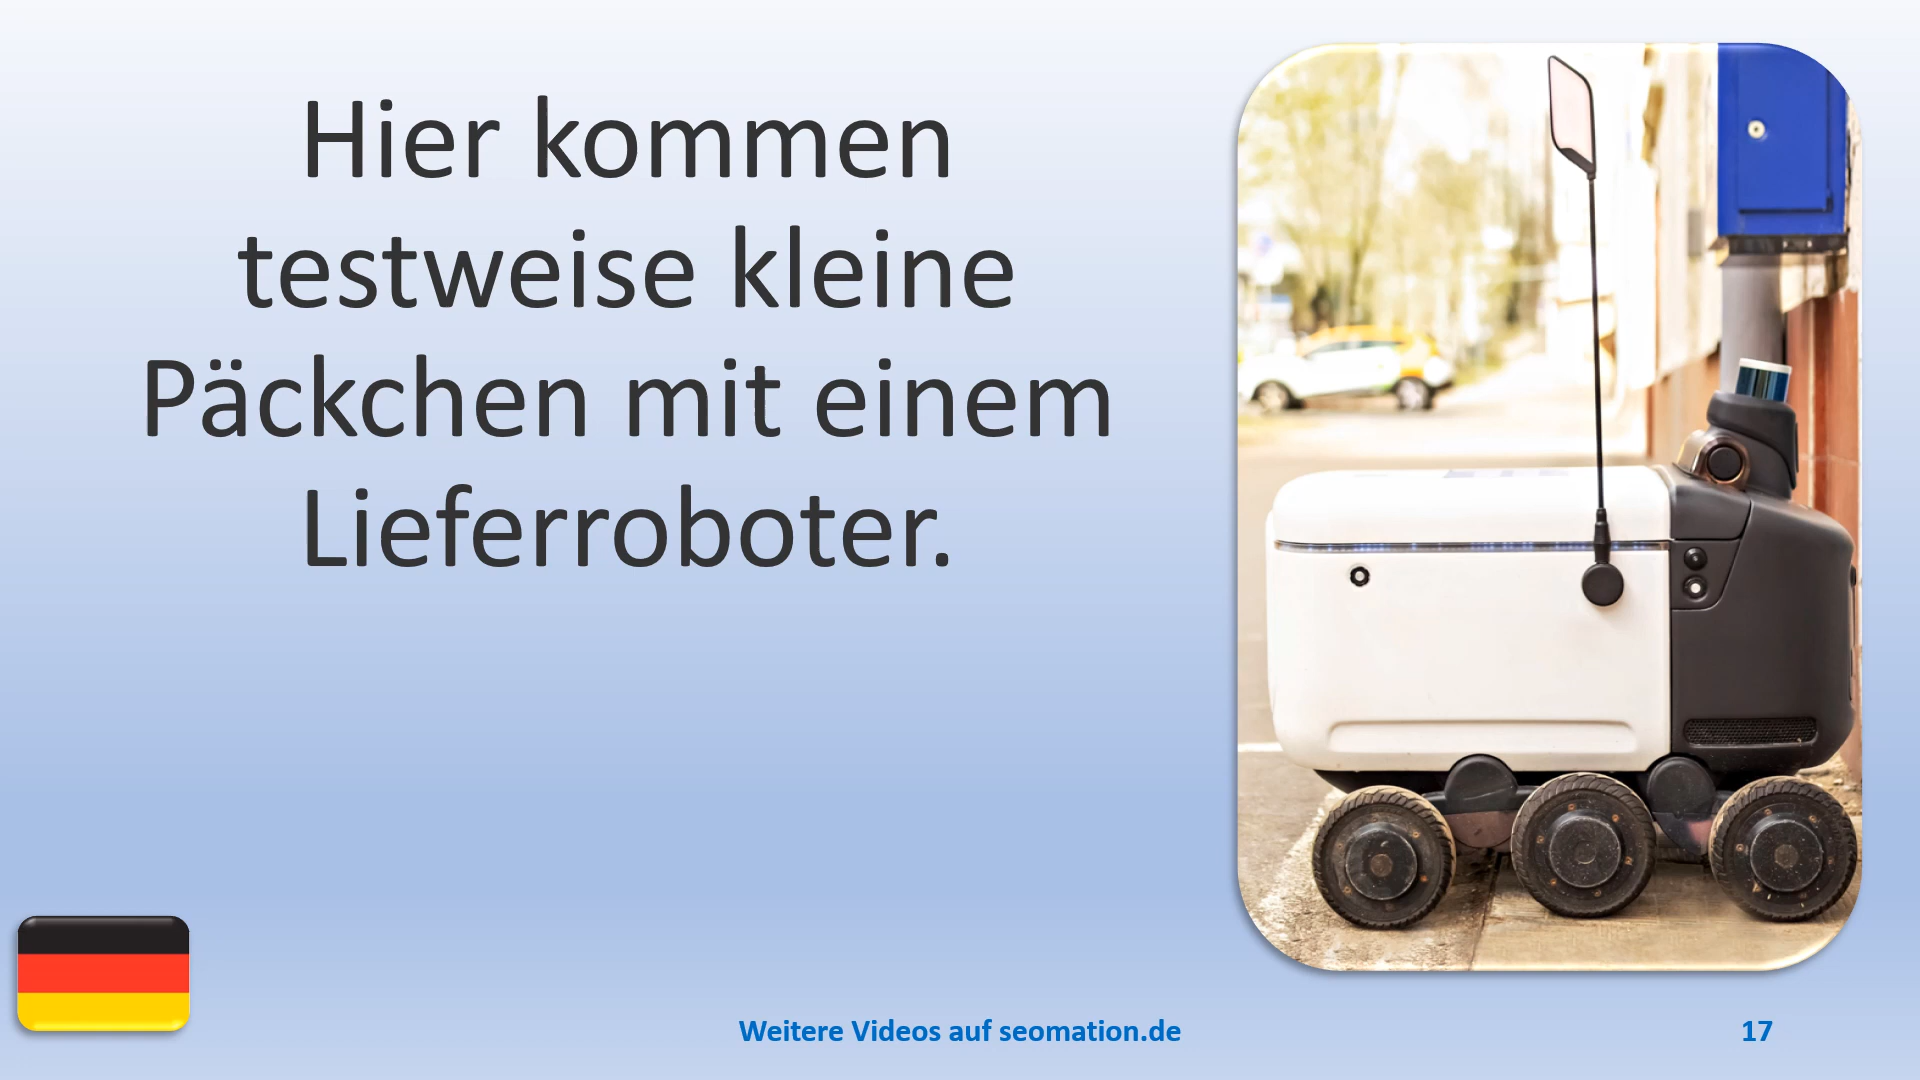 Hier kommen
testweise kleine
Päckchen mit einem
Lieferroboter.
Weitere Videos auf seomation.de
17